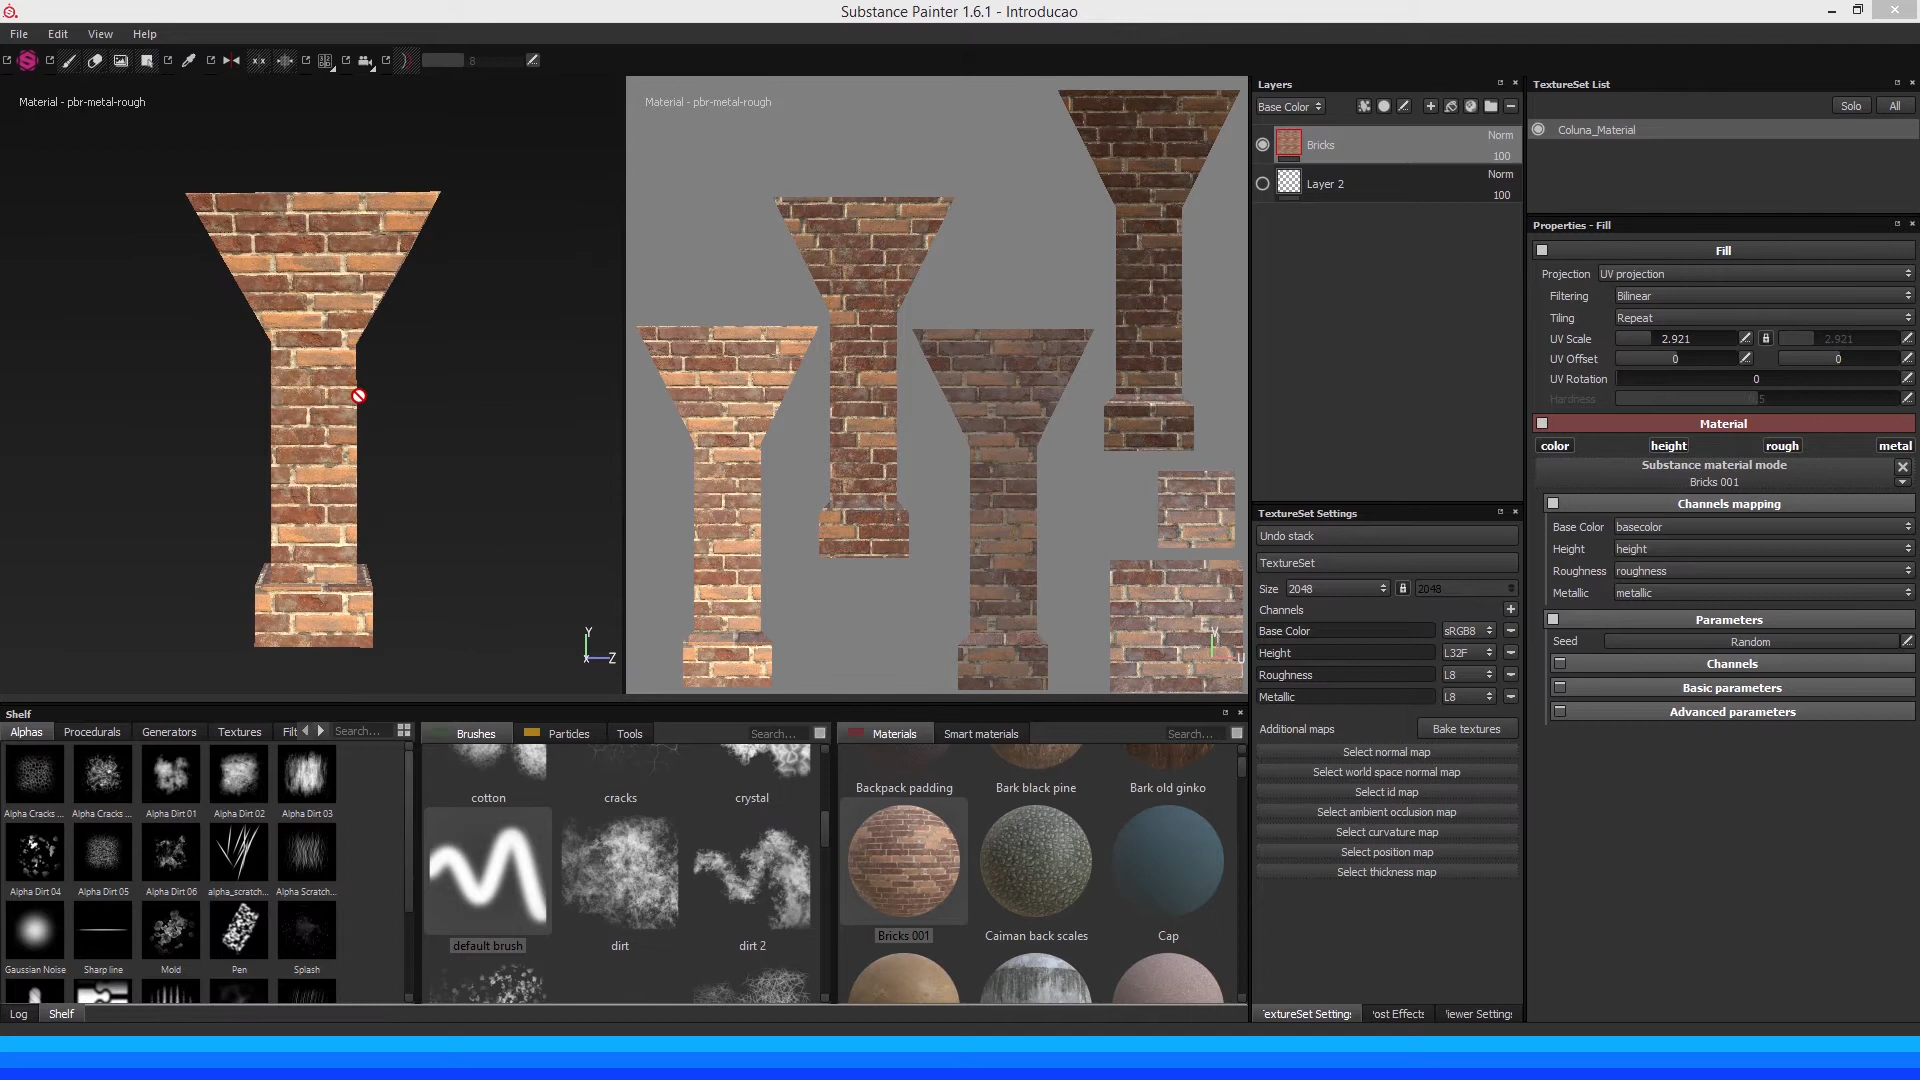 Substance Painter 1.6.1 - Introducao
File Edit View Help
8
Material - pbr-metal-rough
Z
Material - pbr-metal-rough
Y
U
Layers
Base Color
Bricks Norm 100
Layer 2 Norm 100
TextureSet List
Solo All
Coluna_Material
Properties - Fill
Fill
Projection UV projection
Filtering Bilinear
Tiling Repeat
UV Scale 2.921 2.921
UV Offset 0 0
UV Rotation 0
Hardness
Material
color height rough metal
Substance material mode
Bricks 001
Channels mapping
Base Color basecolor
Height height
Roughness roughness
Metallic metallic
Parameters
Seed Random
Channels
Basic parameters
Advanced parameters
TextureSet Settings
Undo stack
TextureSet
Size 2048 2048
Channels
Base Color sRGB8
Height L32F
Roughness L8
Metallic L8
Additional maps Bake textures
Select normal map
Select world space normal map
Select id map
Select ambient occlusion map
Select curvature map
Select position map
Select thickness map
extureSet Settings ost Effects iewer Settings
Shelf
Alphas Procedurals Generators Textures Filt Search...
Alpha Cracks ... Alpha Cracks ... Alpha Dirt 01 Alpha Dirt 02 Alpha Dirt 03
Alpha Dirt 04 Alpha Dirt 05 Alpha Dirt 06 alpha_scratch... Alpha Scratch...
Gaussian Noise Sharp line Mold Pen Splash
Log Shelf
Brushes Particles Tools Search...
cotton cracks crystal
default brush dirt dirt 2
Materials Smart materials Search...
Backpack padding Bark black pine Bark old ginko
Bricks 001 Caiman back scales Cap